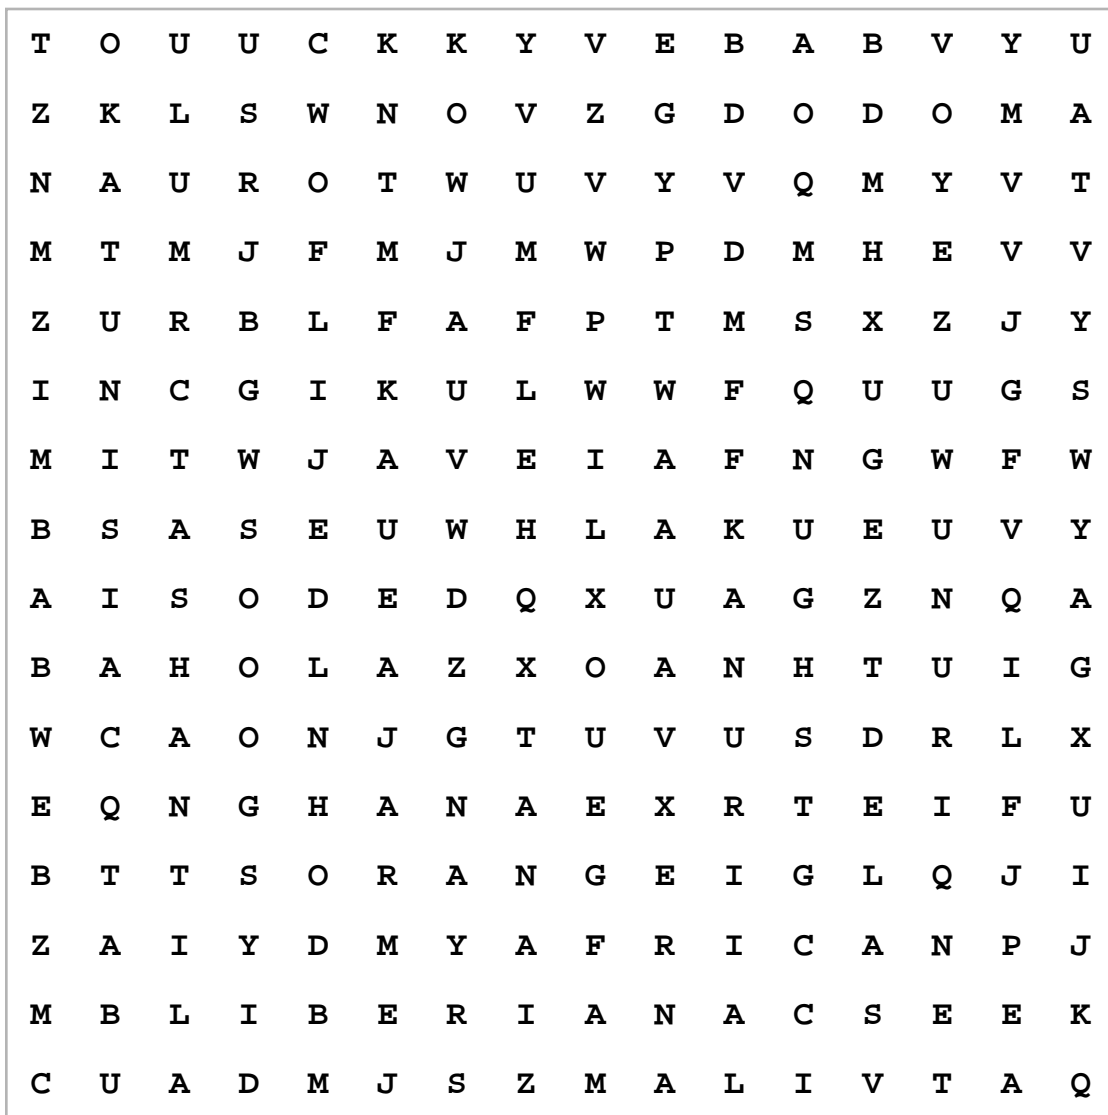 T O U U C K K Y V E B A B V Y U
Z K L S W N O V Z G D O D O M A
N A U R O T W U V Y V Q M Y V T
M T M J F M J M W P D M H E V V
Z U R B L F A F P T M S X Z J Y
I N C G I K U L W W F Q U U G S
M I T W J A V E I A F N G W F W
B S A S E U W H L A K U E U V Y
A I S O D E D Q X U A G Z N Q A
B A H O L A Z X O A N H T U I G
W C A O N J G T U V U S D R L X
E Q N G H A N A E X R T E I F U
B T T S O R A N G E I G L Q J I
Z A I Y D M Y A F R I C A N P J
M B L I B E R I A N A C S E E K
C U A D M J S Z M A L I V T A Q